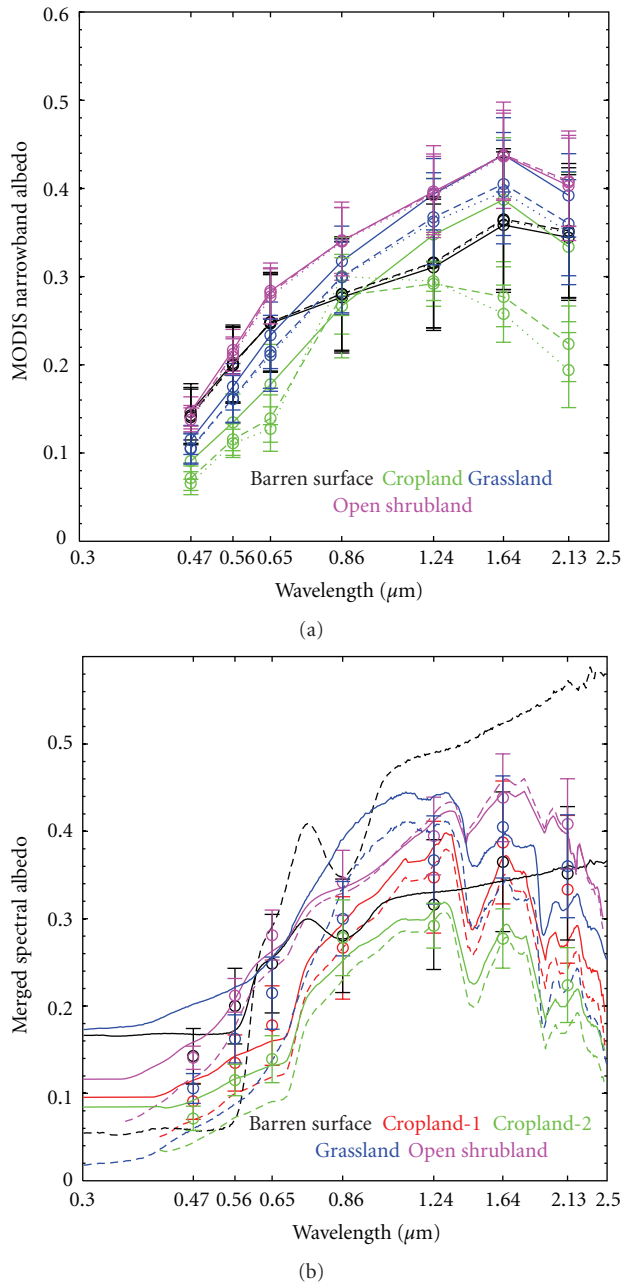 0.6
0.5
0.4
0.3
0.2
0.1
0
MODIS narrowband albedo
Barren surface Cropland Grassland
Open shrubland
0.3 0.47 0.56 0.65 0.86 1.24 1.64 2.13 2.5
Wavelength (μm)
(a)
0.5
0.4
0.3
0.2
0.1
0
Merged spectral albedo
Barren surface Cropland-1 Cropland-2
Grassland Open shrubland
0.3 0.47 0.56 0.65 0.86 1.24 1.64 2.13 2.5
Wavelength (μm)
(b)